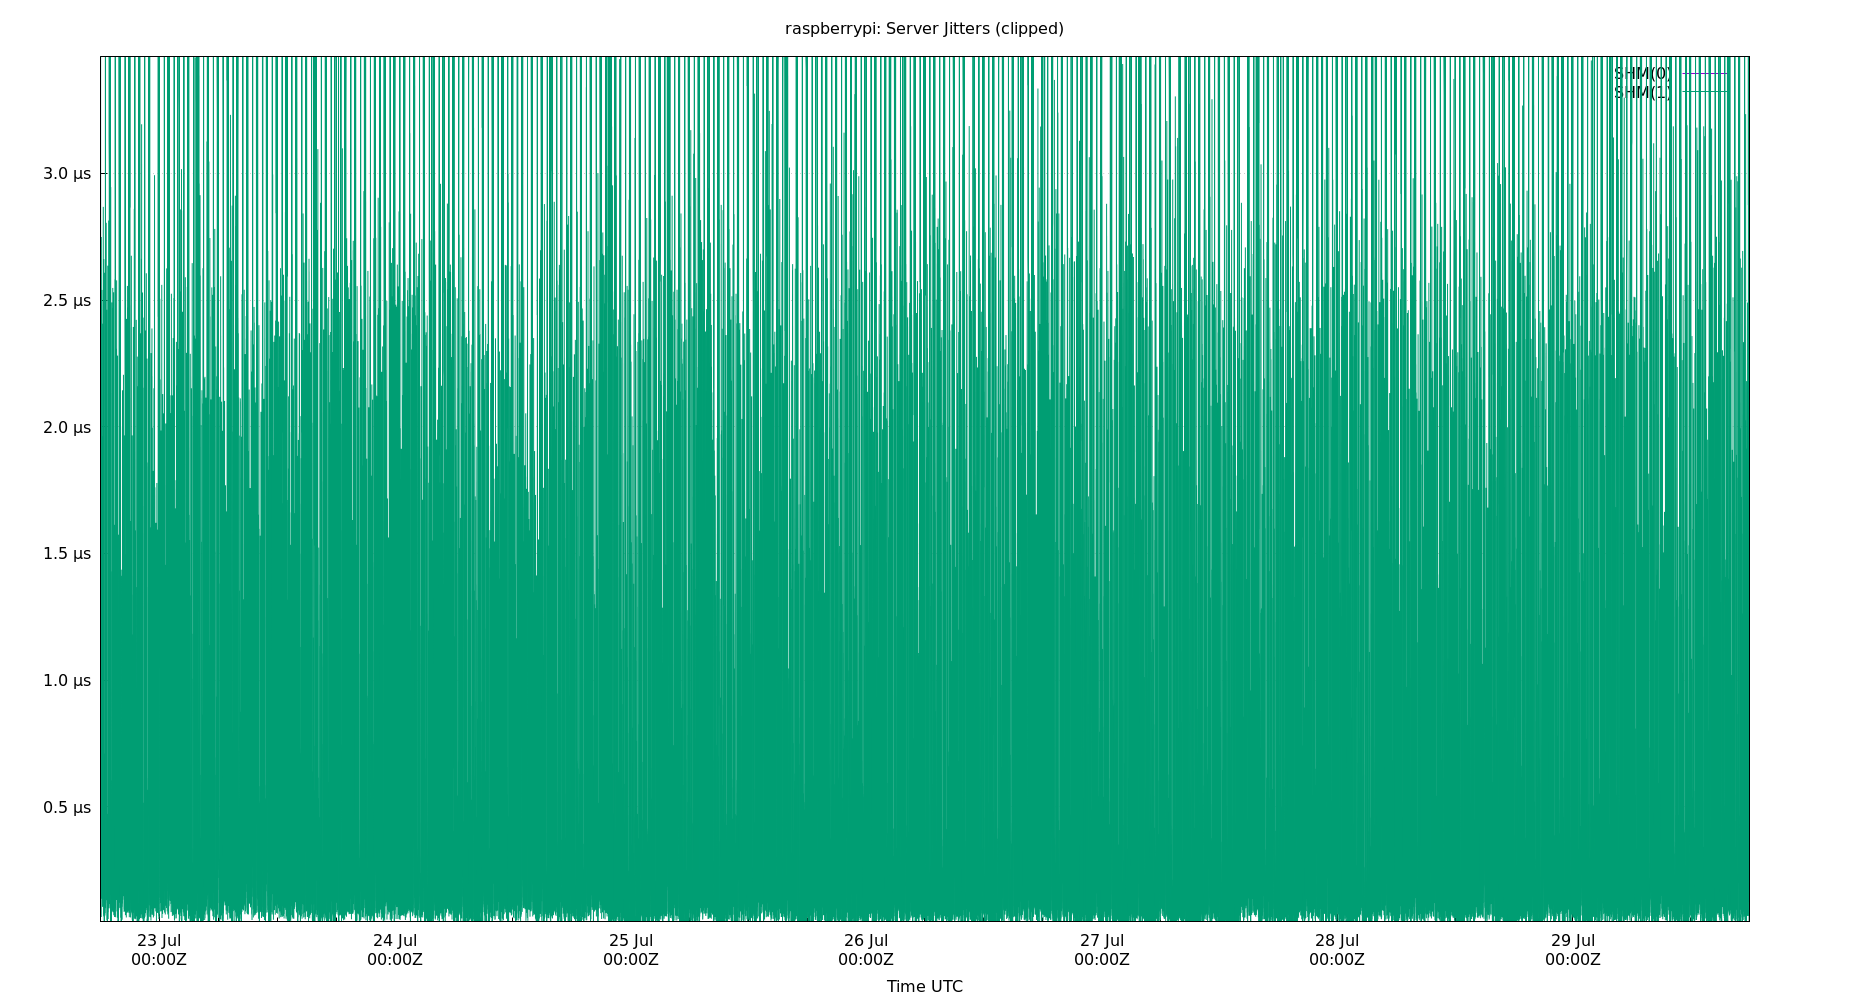 raspberrypi: Server Jitters (clipped)
SHM(0)
SHM(1)
3.0 μs
2.5 μs
2.0 μs
1.5 μs
1.0 μs
0.5 μs
23 Jul 24 Jul 25 Jul 26 Jul 27 Jul 28 Jul 29 Jul
00:00Z 00:00Z 00:00Z 00:00Z 00:00Z 00:00Z 00:00Z
Time UTC